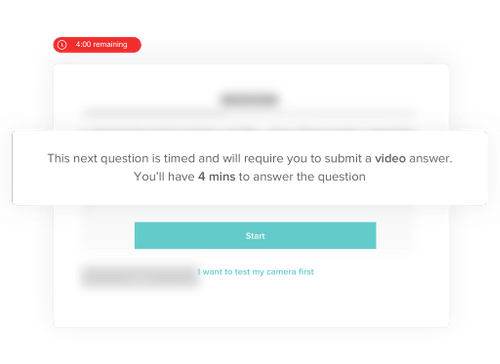 4:00 remaining
This next question is timed and will require you to submit a video answer.
You'll have 4 mins to answer the question
Start
I want to test my camera first